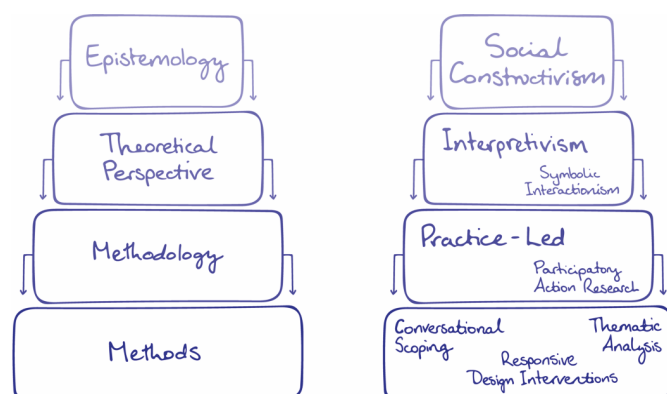 Epistemology
Theoretical
Perspective
Methodology
Methods
Social
Constructivism
Interpretivism
Symbolic
Interactionism
Practice-Led
Participatory
Action Research
Conversational
Scoping
Thematic
Analysis
Responsive
Design Interventions